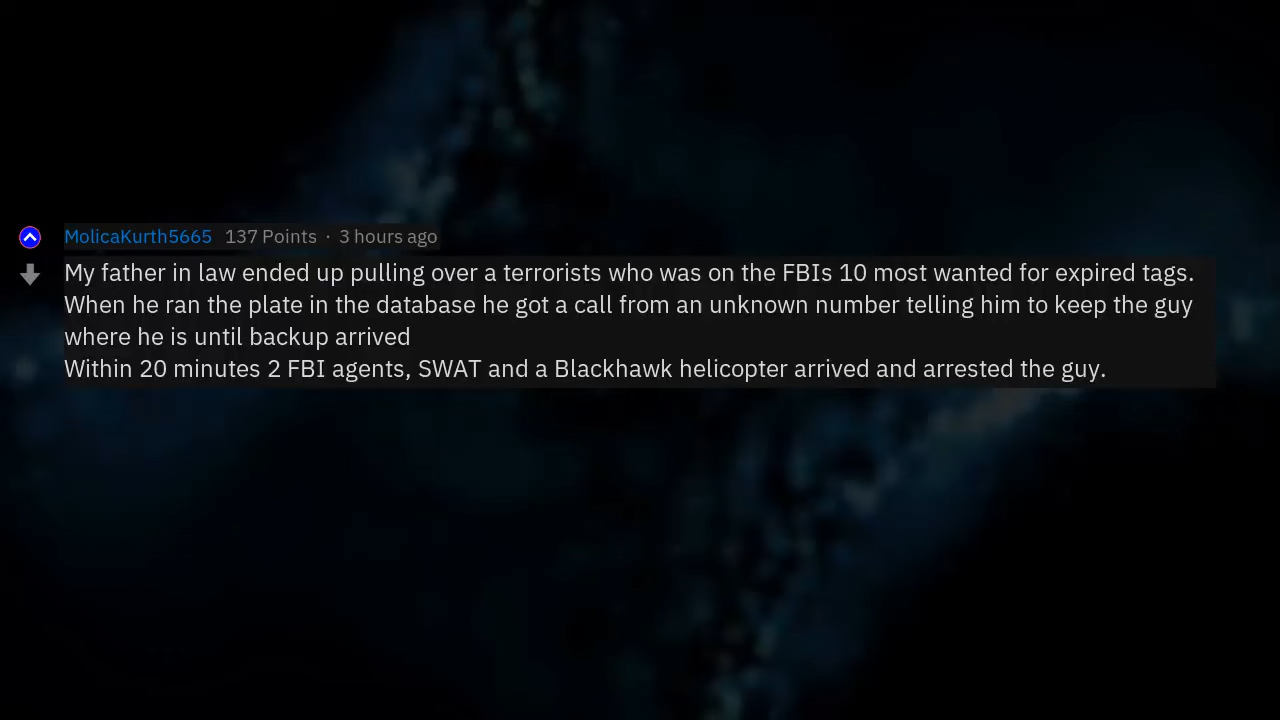 MolicaKurth5665 137 Points · 3 hours ago
My father in law ended up pulling over a terrorists who was on the FBIs 10 most wanted for expired tags.
When he ran the plate in the database he got a call from an unknown number telling him to keep the guy
where he is until backup arrived
Within 20 minutes 2 FBI agents, SWAT and a Blackhawk helicopter arrived and arrested the guy.